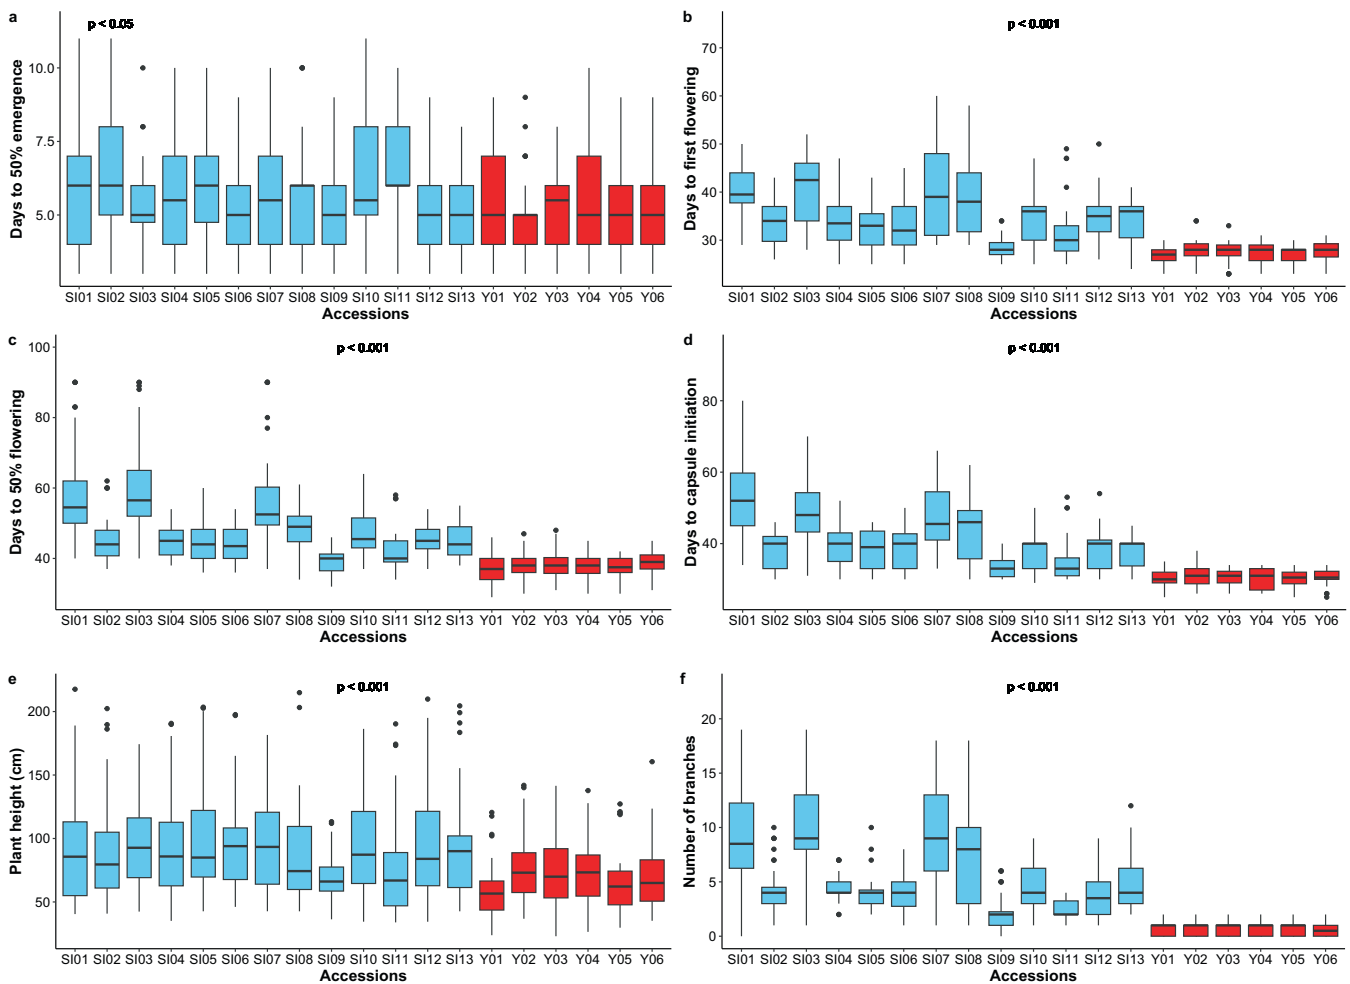 a
p < 0.05
Days to 50% emergence
10.0
7.5
5.0
SI01 SI02 SI03 SI04 SI05 SI06 SI07 SI08 SI09 SI10 SI11 SI12 SI13 Y01 Y02 Y03 Y04 Y05 Y06
Accessions
b
p < 0.001
Days to first flowering
70
60
50
40
30
SI01 SI02 SI03 SI04 SI05 SI06 SI07 SI08 SI09 SI10 SI11 SI12 SI13 Y01 Y02 Y03 Y04 Y05 Y06
Accessions
c
p < 0.001
Days to 50% flowering
100
80
60
40
SI01 SI02 SI03 SI04 SI05 SI06 SI07 SI08 SI09 SI10 SI11 SI12 SI13 Y01 Y02 Y03 Y04 Y05 Y06
Accessions
d
p < 0.001
Days to capsule initiation
80
60
40
SI01 SI02 SI03 SI04 SI05 SI06 SI07 SI08 SI09 SI10 SI11 SI12 SI13 Y01 Y02 Y03 Y04 Y05 Y06
Accessions
e
p < 0.001
Plant height (cm)
200
150
100
50
SI01 SI02 SI03 SI04 SI05 SI06 SI07 SI08 SI09 SI10 SI11 SI12 SI13 Y01 Y02 Y03 Y04 Y05 Y06
Accessions
f
p < 0.001
Number of branches
20
15
10
5
0
SI01 SI02 SI03 SI04 SI05 SI06 SI07 SI08 SI09 SI10 SI11 SI12 SI13 Y01 Y02 Y03 Y04 Y05 Y06
Accessions